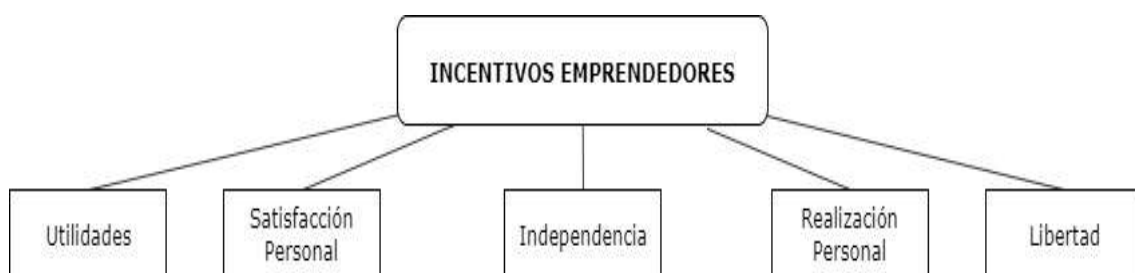 INCENTIVOS EMPRENDEDORES
Utilidades
Satisfacción
Personal
Independencia
Realización
Personal
Libertad